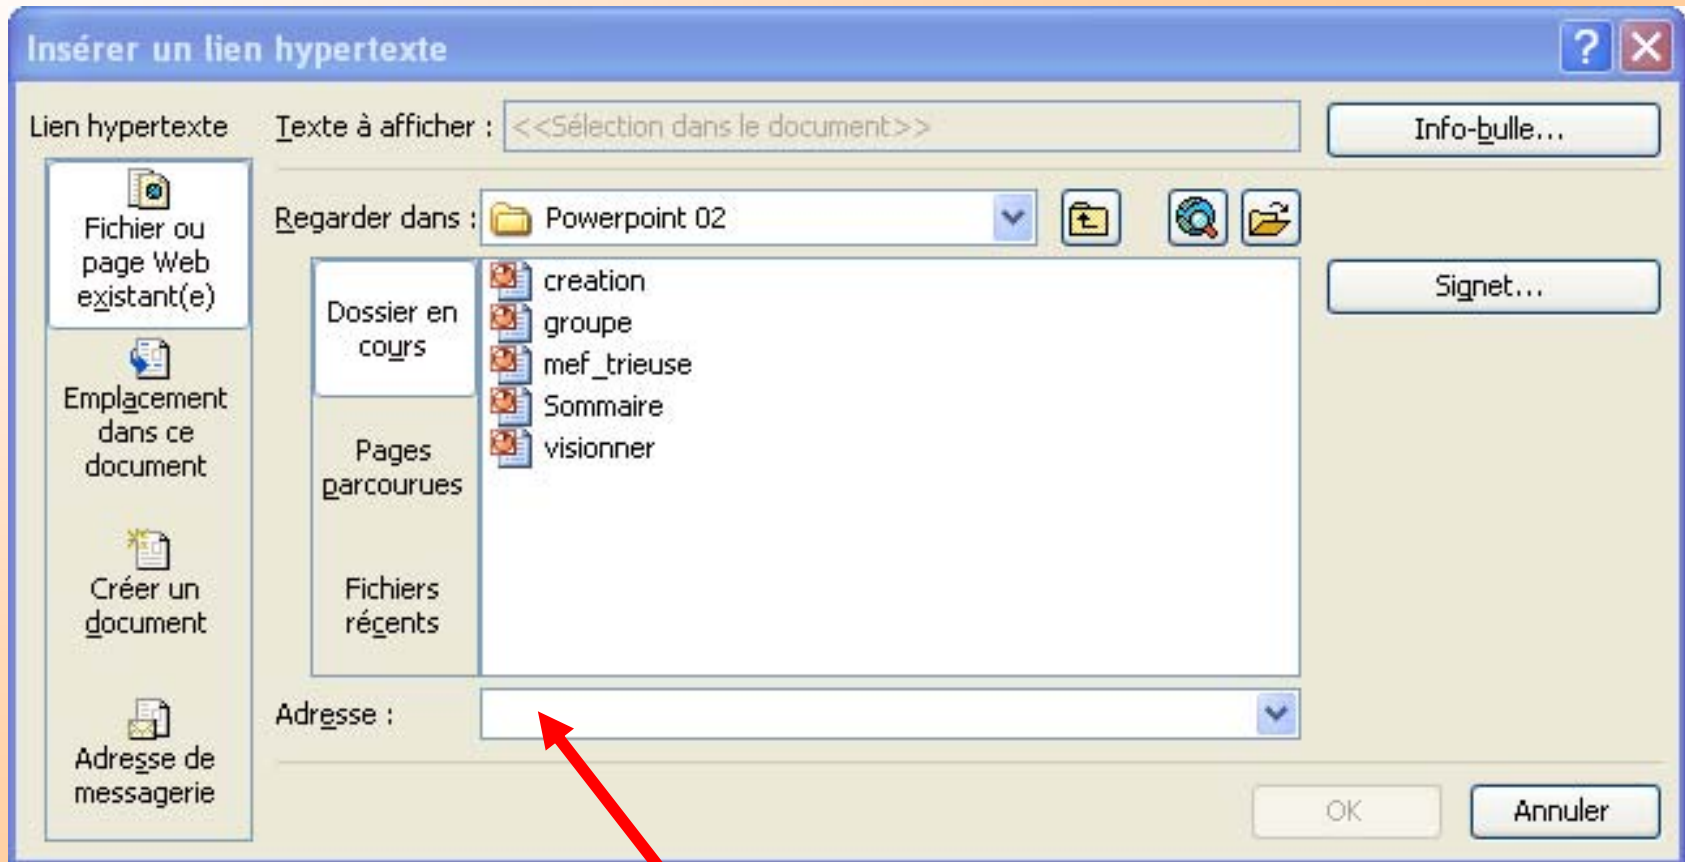 Insérer un lien hypertexte
Lien hypertexte
Texte à afficher :
<<Sélection dans le document>>
Info-bulle...
Fichier ou
page Web
existant(e)
Emplacement
dans ce
document
Créer un
document
Adresse de
messagerie
Regarder dans :
Powerpoint 02
Dossier en
cours
Pages
parcourues
Fichiers
récents
creation
groupe
mef_trieuse
Sommaire
visionner
Signet...
Adresse :
OK
Annuler